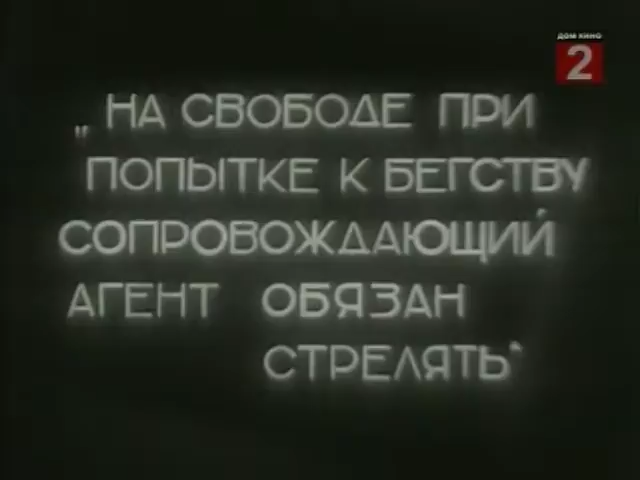 ДОМ КИНО
2
„НА СВОБОДЕ ПРИ
ПОПЫТКЕ К БЕГСТВУ
СОПРОВОЖДАЮЩИЙ
АГЕНТ ОБЯЗАН
СТРЕЛЯТЬ“